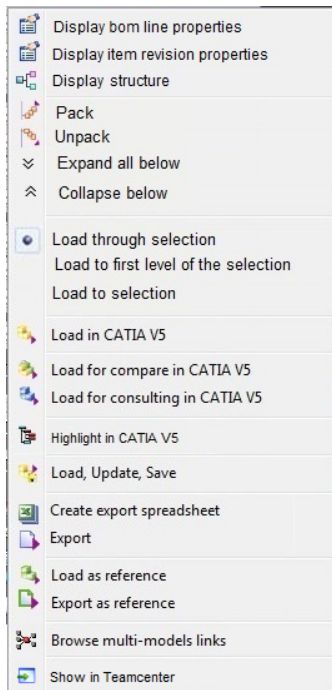 Display bom line properties
Display item revision properties
Display structure
Pack
Unpack
Expand all below
Collapse below
Load through selection
Load to first level of the selection
Load to selection
Load in CATIA V5
Load for compare in CATIA V5
Load for consulting in CATIA V5
Highlight in CATIA V5
Load, Update, Save
Create export spreadsheet
Export
Load as reference
Export as reference
Browse multi-models links
Show in Teamcenter